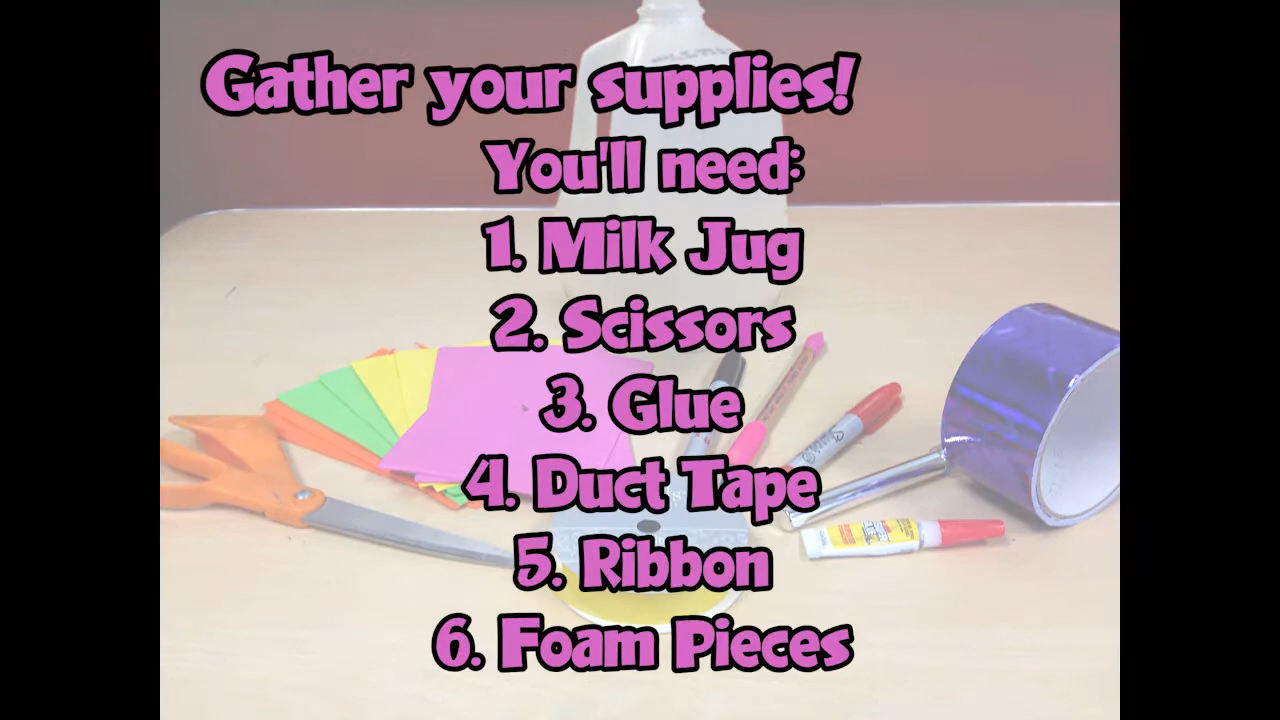 Gather your supplies!
You'll need:
1. Milk Jug
2. Scissors
3. Glue
4. Duct Tape
5. Ribbon
6. Foam Pieces